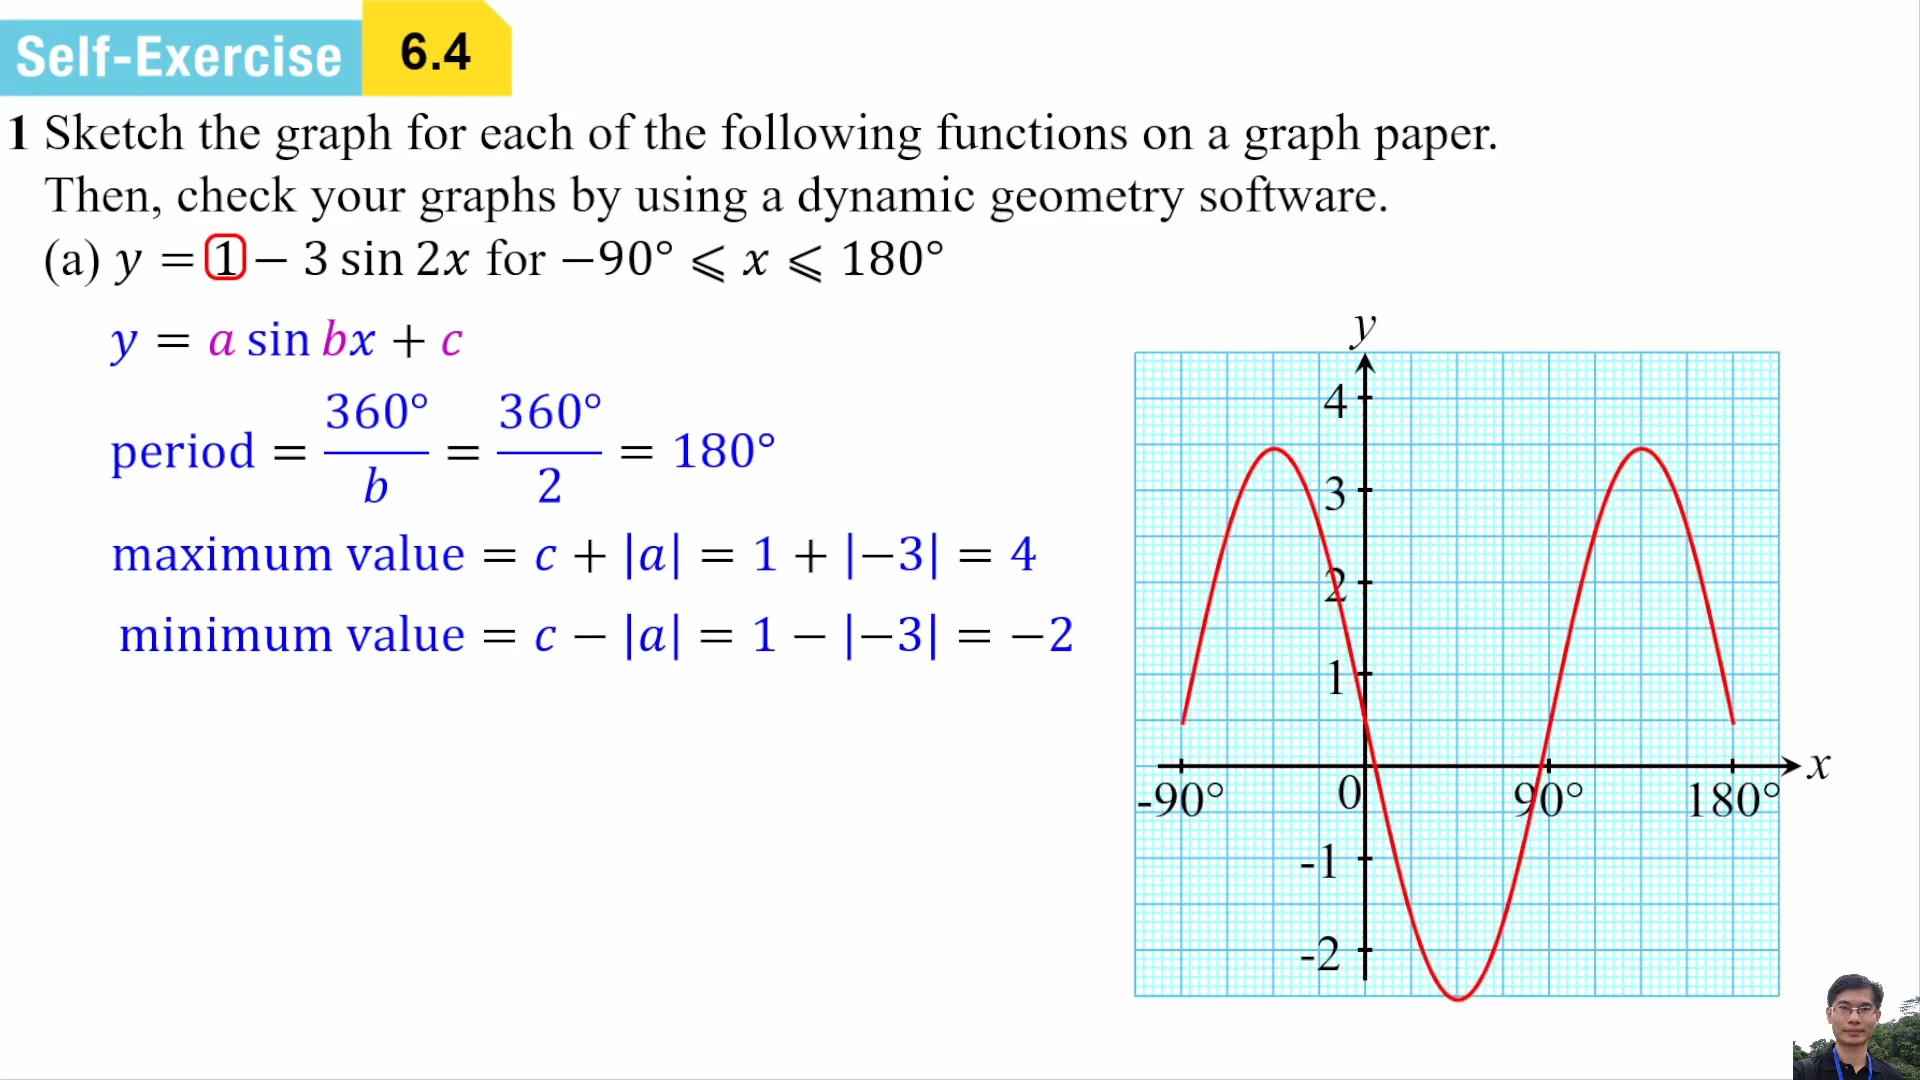 Self-Exercise 6.4
1 Sketch the graph for each of the following functions on a graph paper.
Then, check your graphs by using a dynamic geometry software.
(a) y = 1 − 3 sin 2x for −90° ⩽ x ⩽ 180°
y = a sin bx + c
period = 360°/b = 360°/2 = 180°
maximum value = c + |a| = 1 + |−3| = 4
minimum value = c − |a| = 1 − |−3| = −2
y
4
3
2
1
0
-90°
90°
180°
x
-1
-2